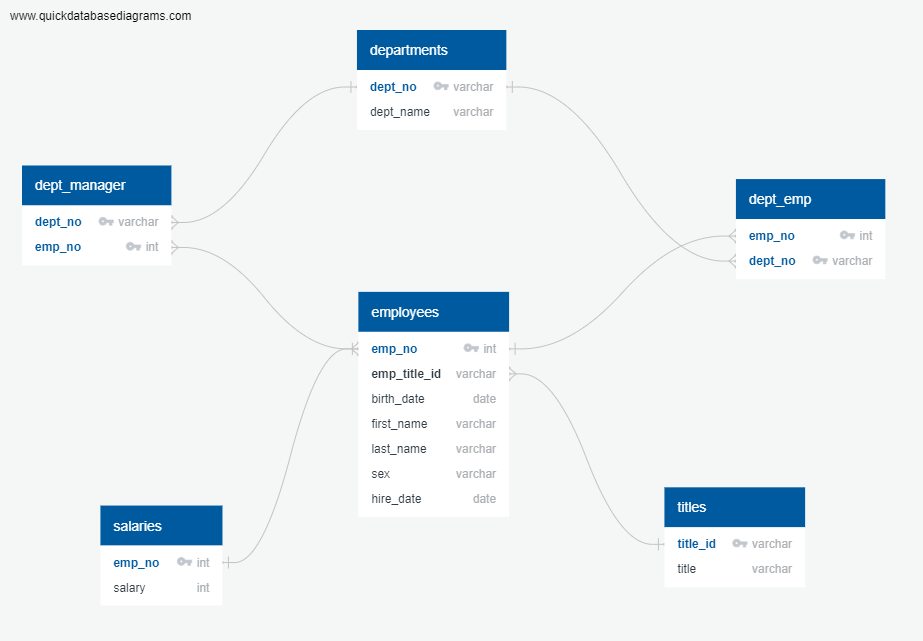 www.quickdatabasediagrams.com
departments
dept_no varchar
dept_name varchar
dept_manager
dept_no varchar
emp_no int
dept_emp
emp_no int
dept_no varchar
employees
emp_no int
emp_title_id varchar
birth_date date
first_name varchar
last_name varchar
sex varchar
hire_date date
salaries
emp_no int
salary int
titles
title_id varchar
title varchar